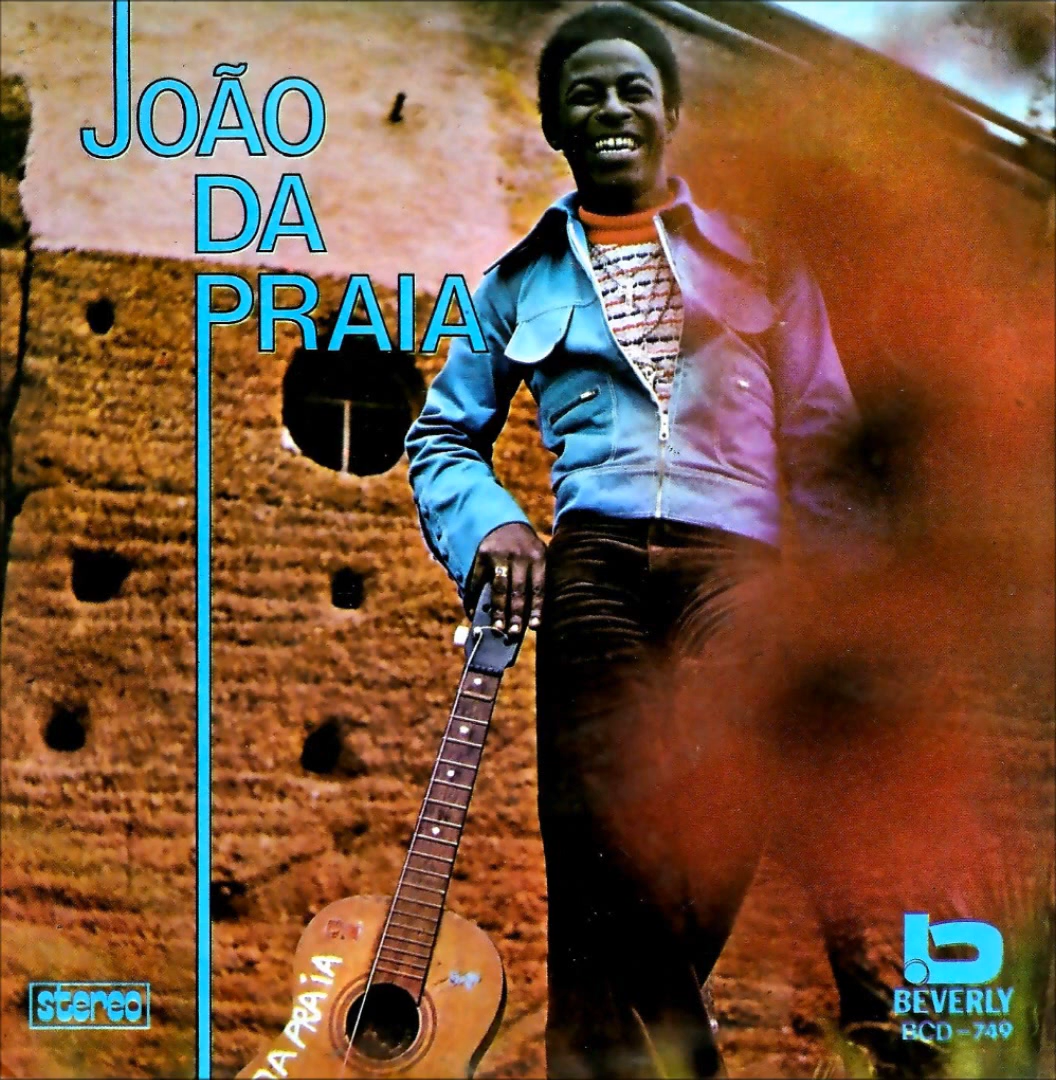 JOÃO
DA
PRAIA
DA PRAIA
stereo
BEVERLY
BCD-749